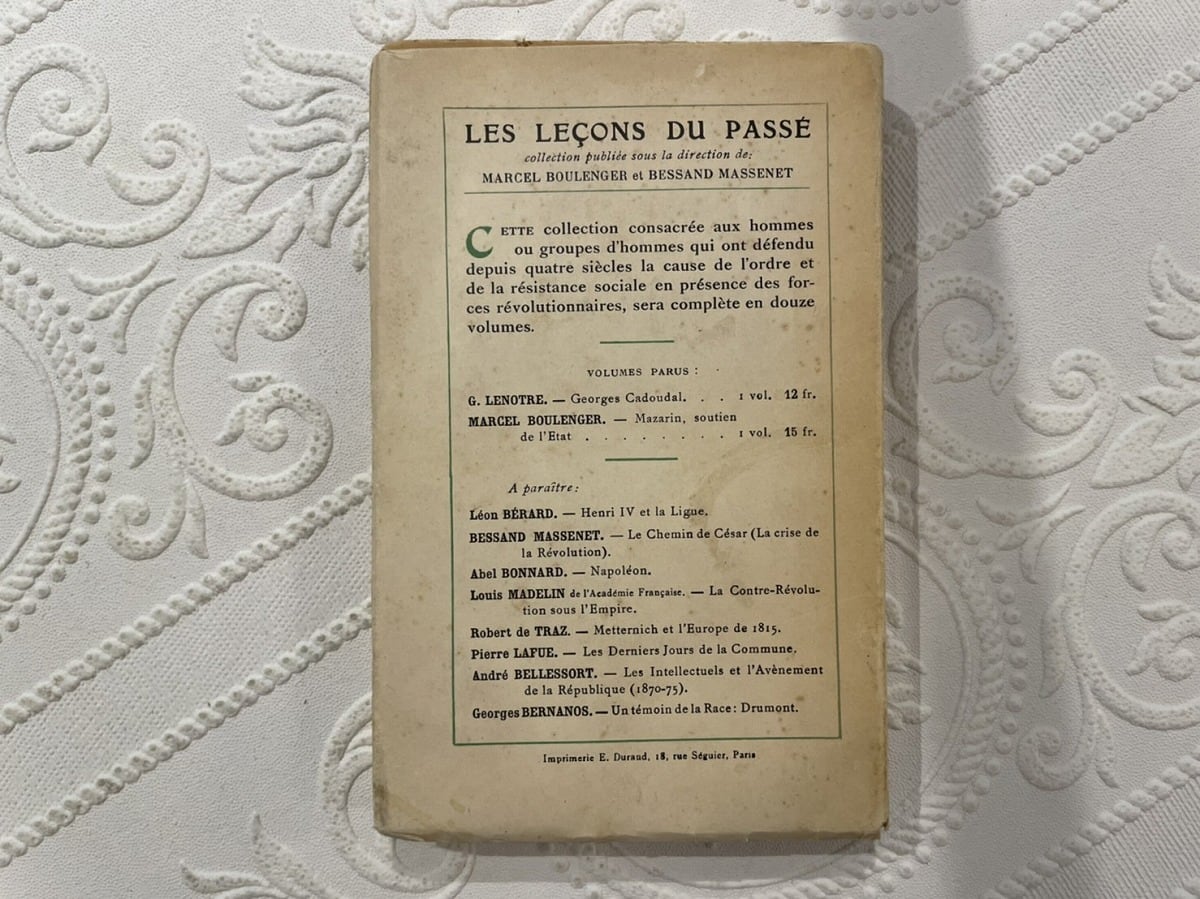 LES LEÇONS DU PASSÉ
collection publiée sous la direction de:
MARCEL BOULENGER et BESSAND MASSENET
CETTE collection consacrée aux hommes
ou groupes d'hommes qui ont défendu
depuis quatre siècles la cause de l'ordre et
de la résistance sociale en présence des for-
ces révolutionnaires, sera complète en douze
volumes.
VOLUMES PARUS :
G. LENOTRE. — Georges Cadoudal. . . 1 vol. 12 fr.
MARCEL BOULENGER. — Mazarin, soutien
de l'Etat . . . . . . . . 1 vol. 15 fr.
A paraître:
Léon BÉRARD. — Henri IV et la Ligue.
BESSAND MASSENET. — Le Chemin de César (La crise de
la Révolution).
Abel BONNARD. — Napoléon.
Louis MADELIN de l'Académie Française. — La Contre-Révolu-
tion sous l'Empire.
Robert de TRAZ. — Metternich et l'Europe de 1815.
Pierre LAFUE. — Les Derniers Jours de la Commune.
André BELLESSORT. — Les Intellectuels et l'Avènement
de la République (1870-75).
Georges BERNANOS. — Un témoin de la Race: Drumont.
Imprimerie E. Durand, 18, rue Séguier, Paris